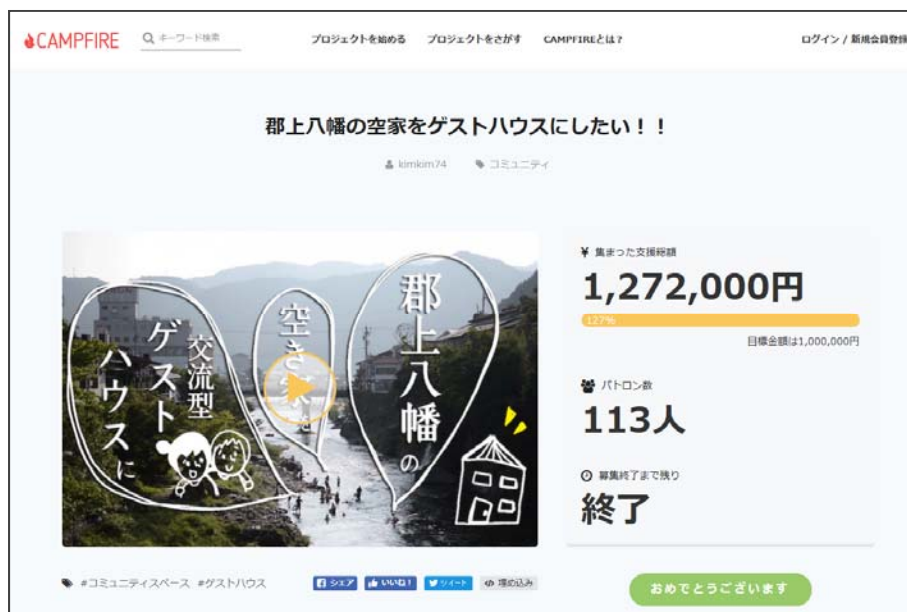 CAMPFIRE
キーワード検索
プロジェクトを始める
プロジェクトをさがす
CAMPFIREとは？
ログイン / 新規会員登録
郡上八幡の空家をゲストハウスにしたい！！
kimkim74
コミュニティ
郡上八幡の
空き家を
交流型
ゲスト
ハウスに
¥ 集まった支援総額
1,272,000円
127%
目標金額は1,000,000円
パトロン数
113人
募集終了まで残り
終了
#コミュニティスペース #ゲストハウス
シェア
いいね！
ツイート
</> 埋め込み
おめでとうございます